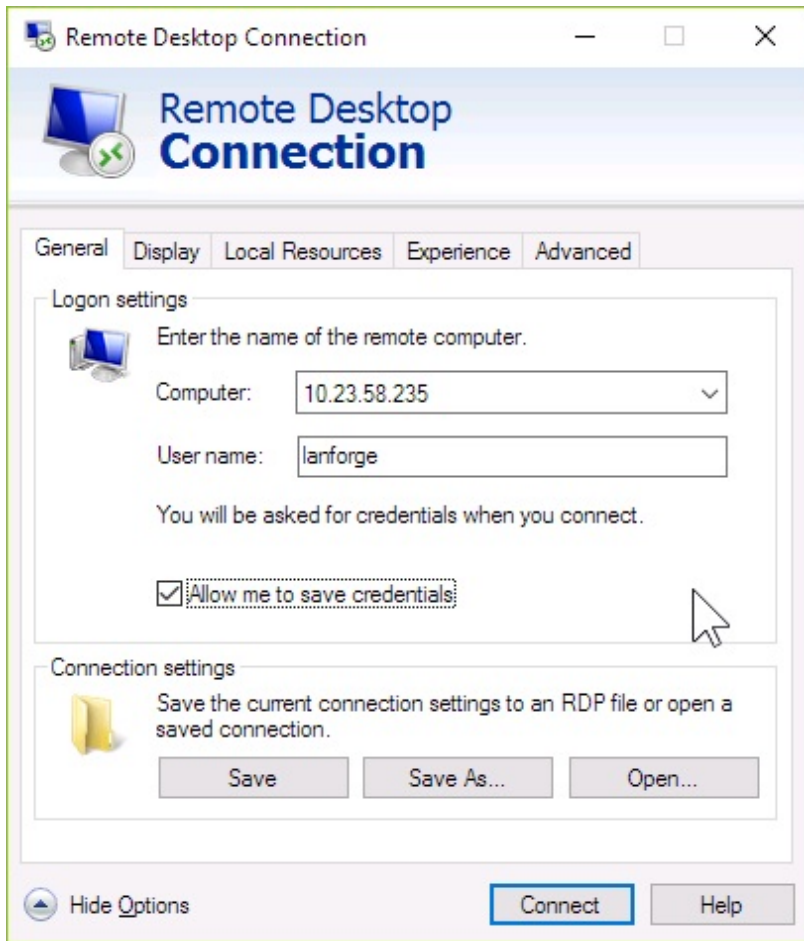 Remote Desktop Connection
Remote Desktop
Connection
General Display Local Resources Experience Advanced
Logon settings
Enter the name of the remote computer.
Computer: 10.23.58.235
User name: lanforge
You will be asked for credentials when you connect.
Allow me to save credentials
Connection settings
Save the current connection settings to an RDP file or open a
saved connection.
Save Save As... Open...
Hide Options Connect Help